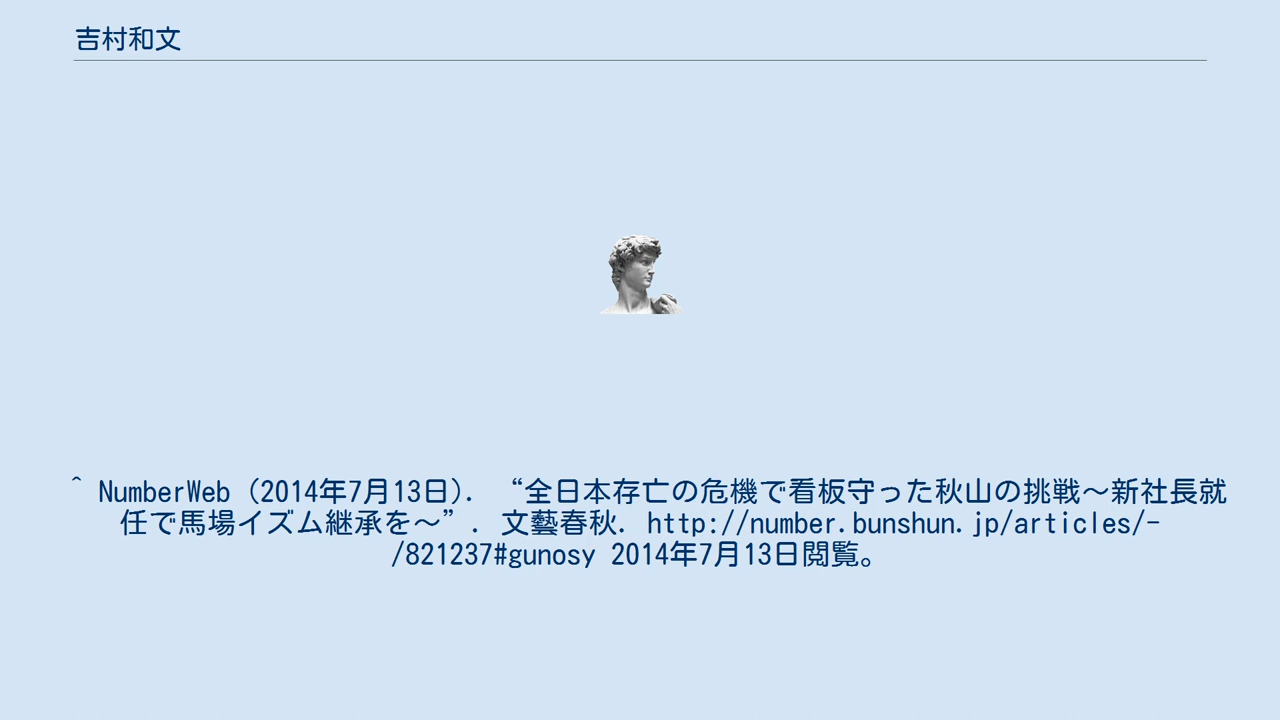 吉村和文
^ NumberWeb (2014年7月13日). “全日本存亡の危機で看板守った秋山の挑戦〜新社長就
任で馬場イズム継承を〜”. 文藝春秋. http://number.bunshun.jp/articles/-
/821237#gunosy 2014年7月13日閲覧。